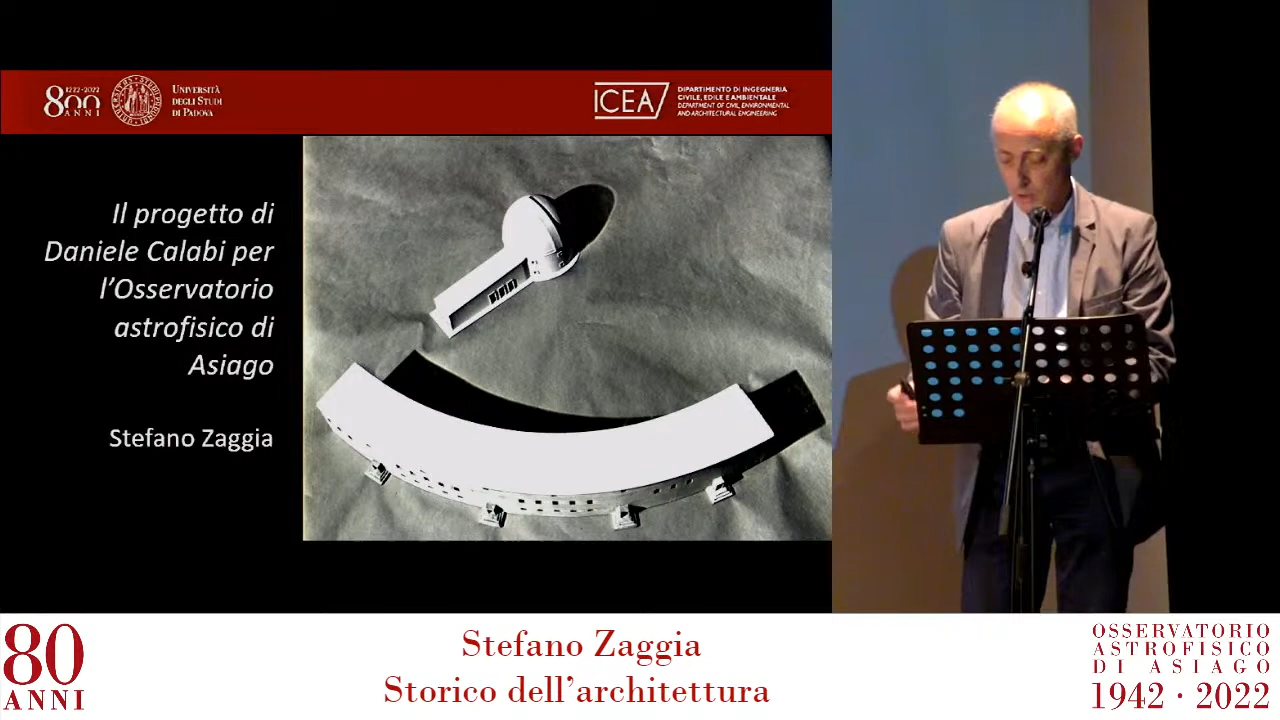 1222·2022
800
ANNI
UNIVERSITÀ
DEGLI STUDI
DI PADOVA
ICEA
DIPARTIMENTO DI INGEGNERIA
CIVILE, EDILE E AMBIENTALE
DEPARTMENT OF CIVIL, ENVIRONMENTAL
AND ARCHITECTURAL ENGINEERING
Il progetto di
Daniele Calabi per
l'Osservatorio
astrofisico di
Asiago
Stefano Zaggia
80
ANNI
Stefano Zaggia
Storico dell'architettura
OSSERVATORIO
ASTROFISICO
DI ASIAGO
1942 · 2022